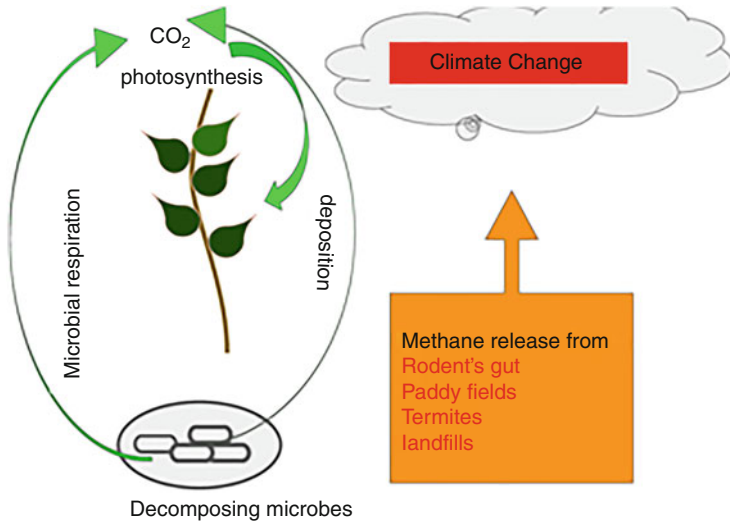 CO₂
photosynthesis
Microbial respiration
deposition
Decomposing microbes
Climate Change
Methane release from
Rodent's gut
Paddy fields
Termites
landfills